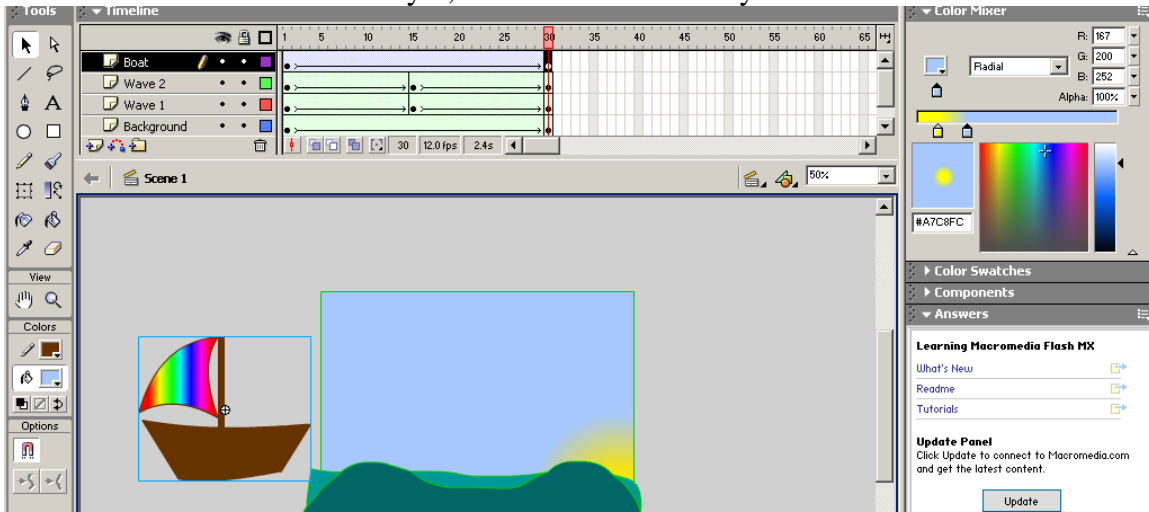 Tools
Timeline
Color Mixer
1 5 10 15 20 25 30 35 40 45 50 55 60 65
Boat
Wave 2
Wave 1
Background
30 12.0 fps 2.4s
Scene 1
50%
A
View
Colors
Options
Radial
R: 167
G: 200
B: 252
Alpha: 100%
#A7C8FC
Color Swatches
Components
Answers
Learning Macromedia Flash MX
What's New
Readme
Tutorials
Update Panel
Click Update to connect to Macromedia.com
and get the latest content.
Update